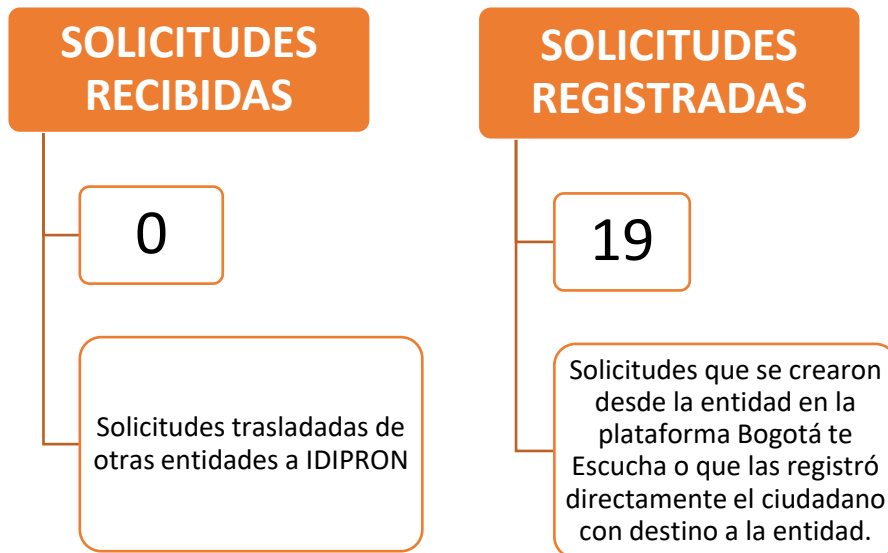 SOLICITUDES
RECIBIDAS
0
Solicitudes trasladadas de
otras entidades a IDIPRON
SOLICITUDES
REGISTRADAS
19
Solicitudes que se crearon
desde la entidad en la
plataforma Bogotá te
Escucha o que las registró
directamente el ciudadano
con destino a la entidad.